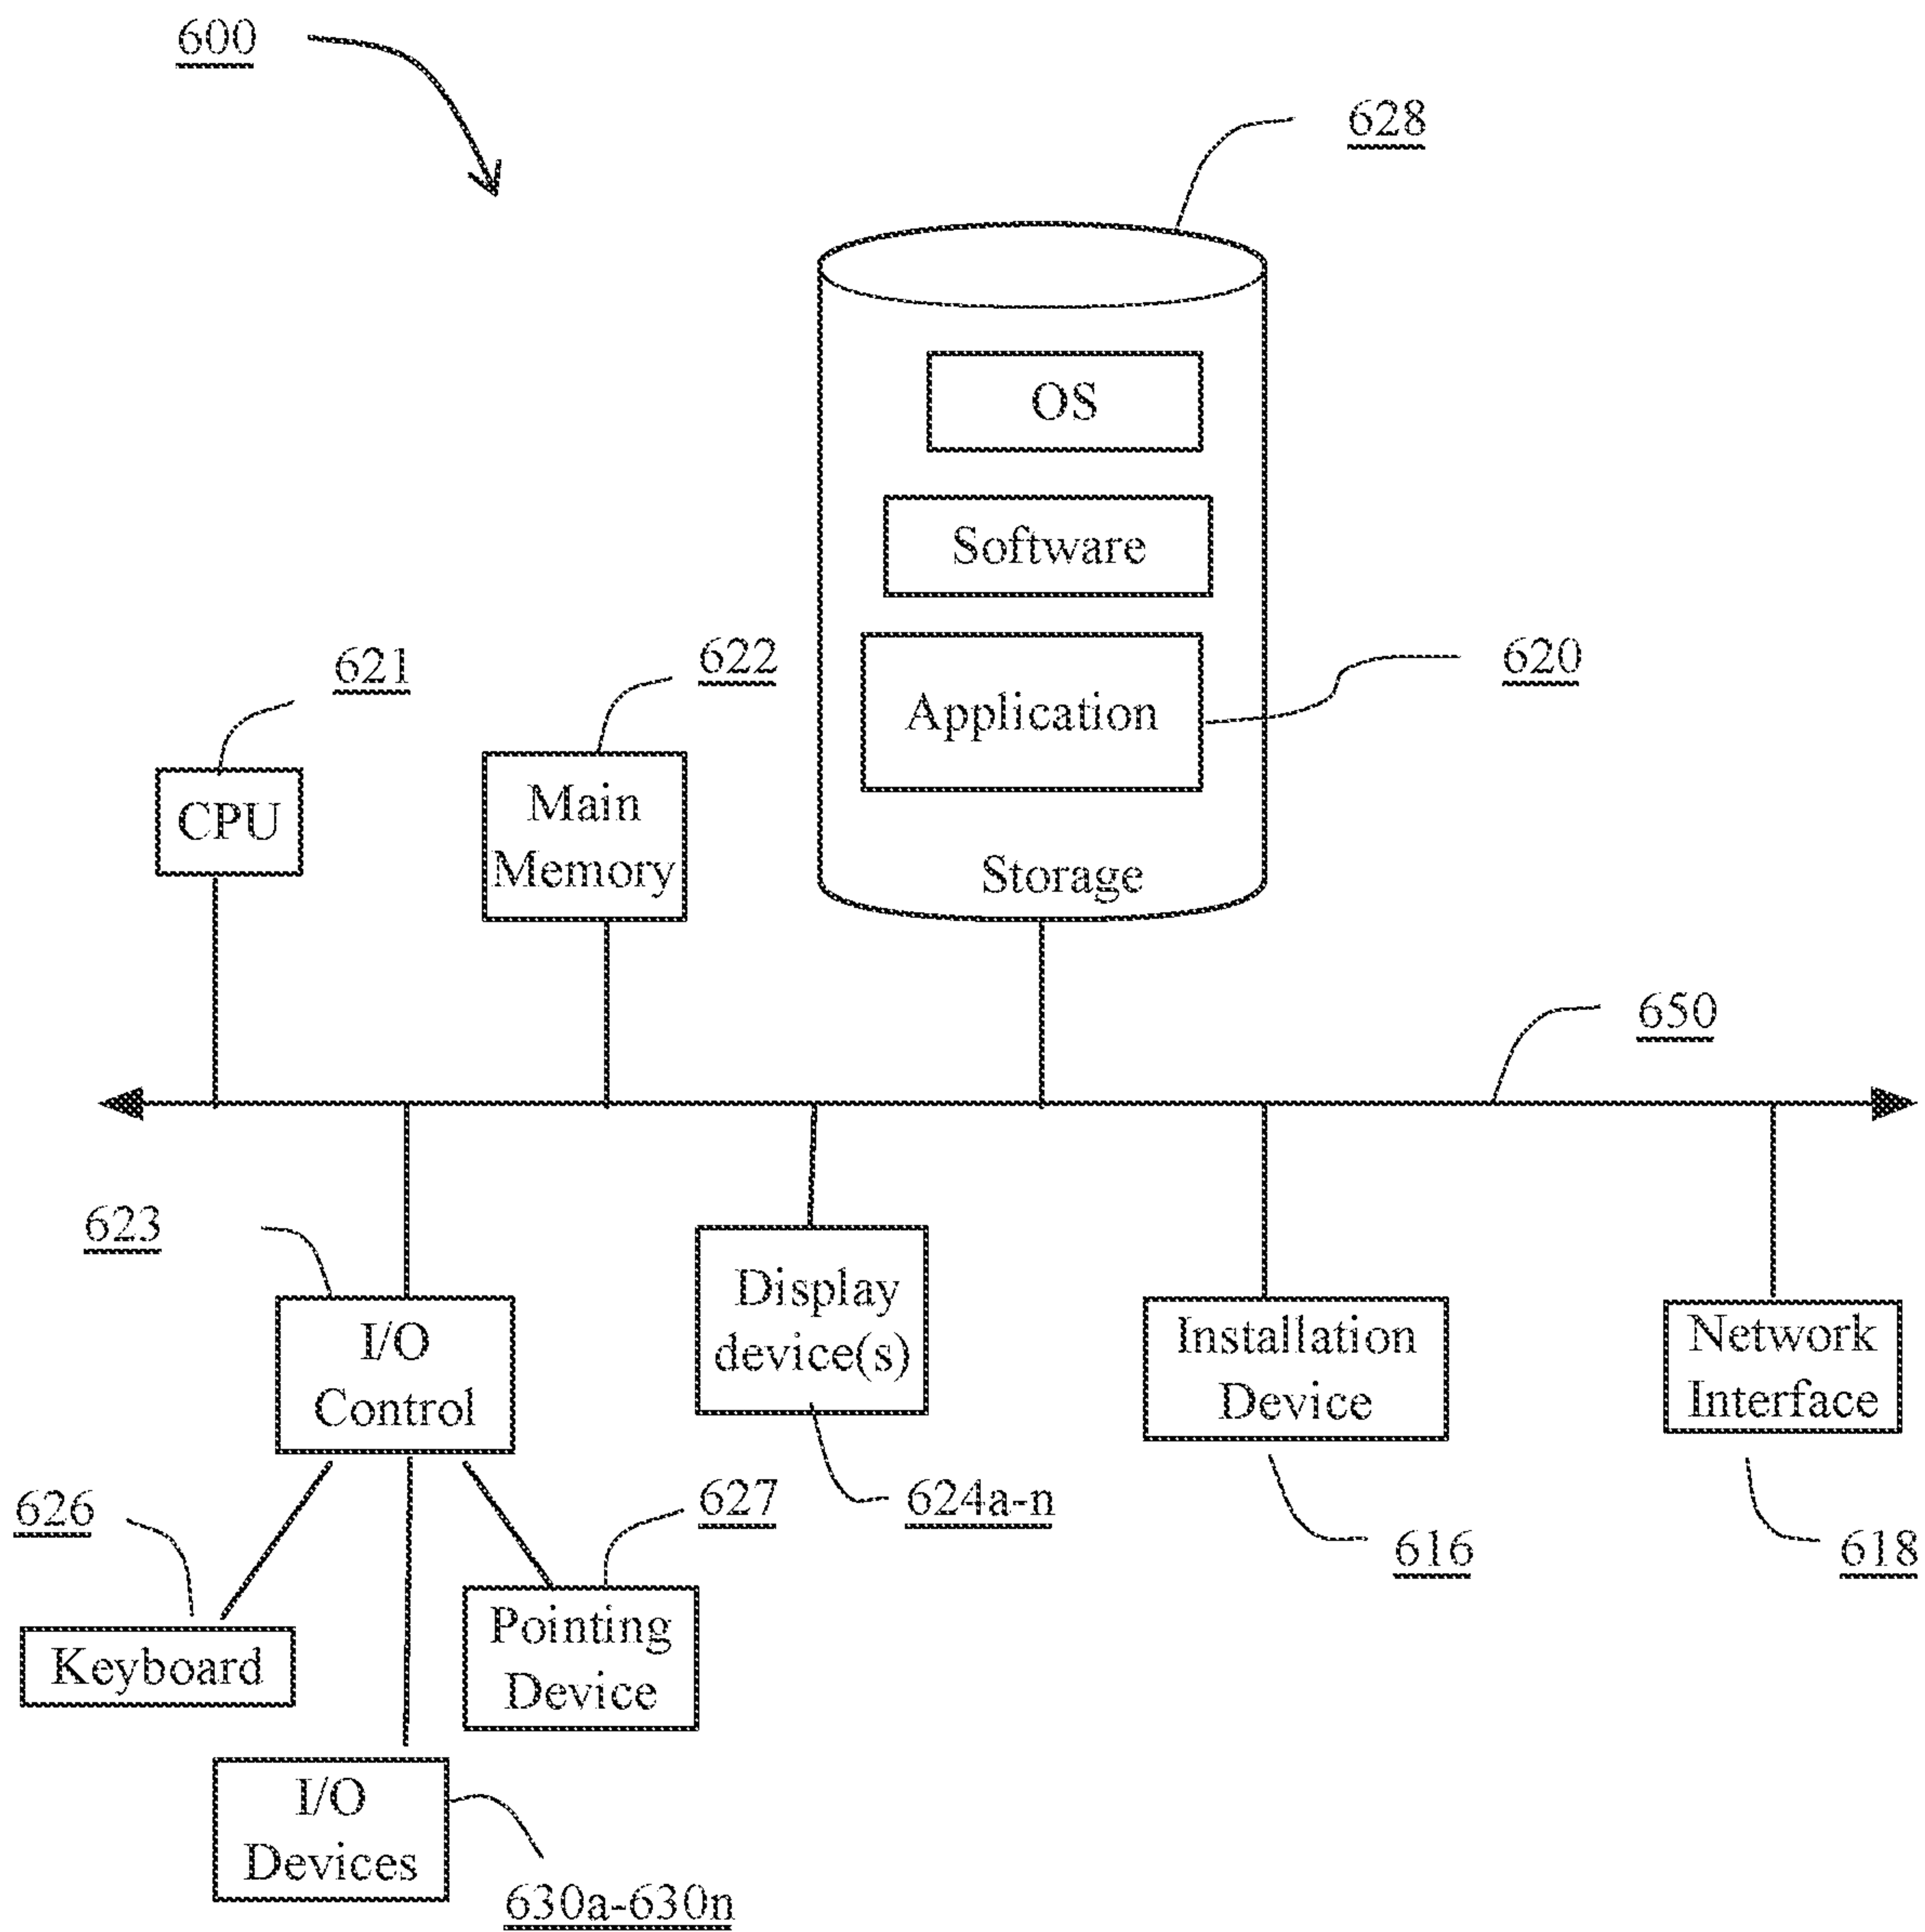 600
628
OS
Software
621
622
620
Application
CPU
Main
Memory
Storage
650
623
Display
device(s)
I/O
Control
Installation
Device
Network
Interface
626
627
624a-n
616
618
Keyboard
Pointing
Device
I/O
Devices
630a-630n